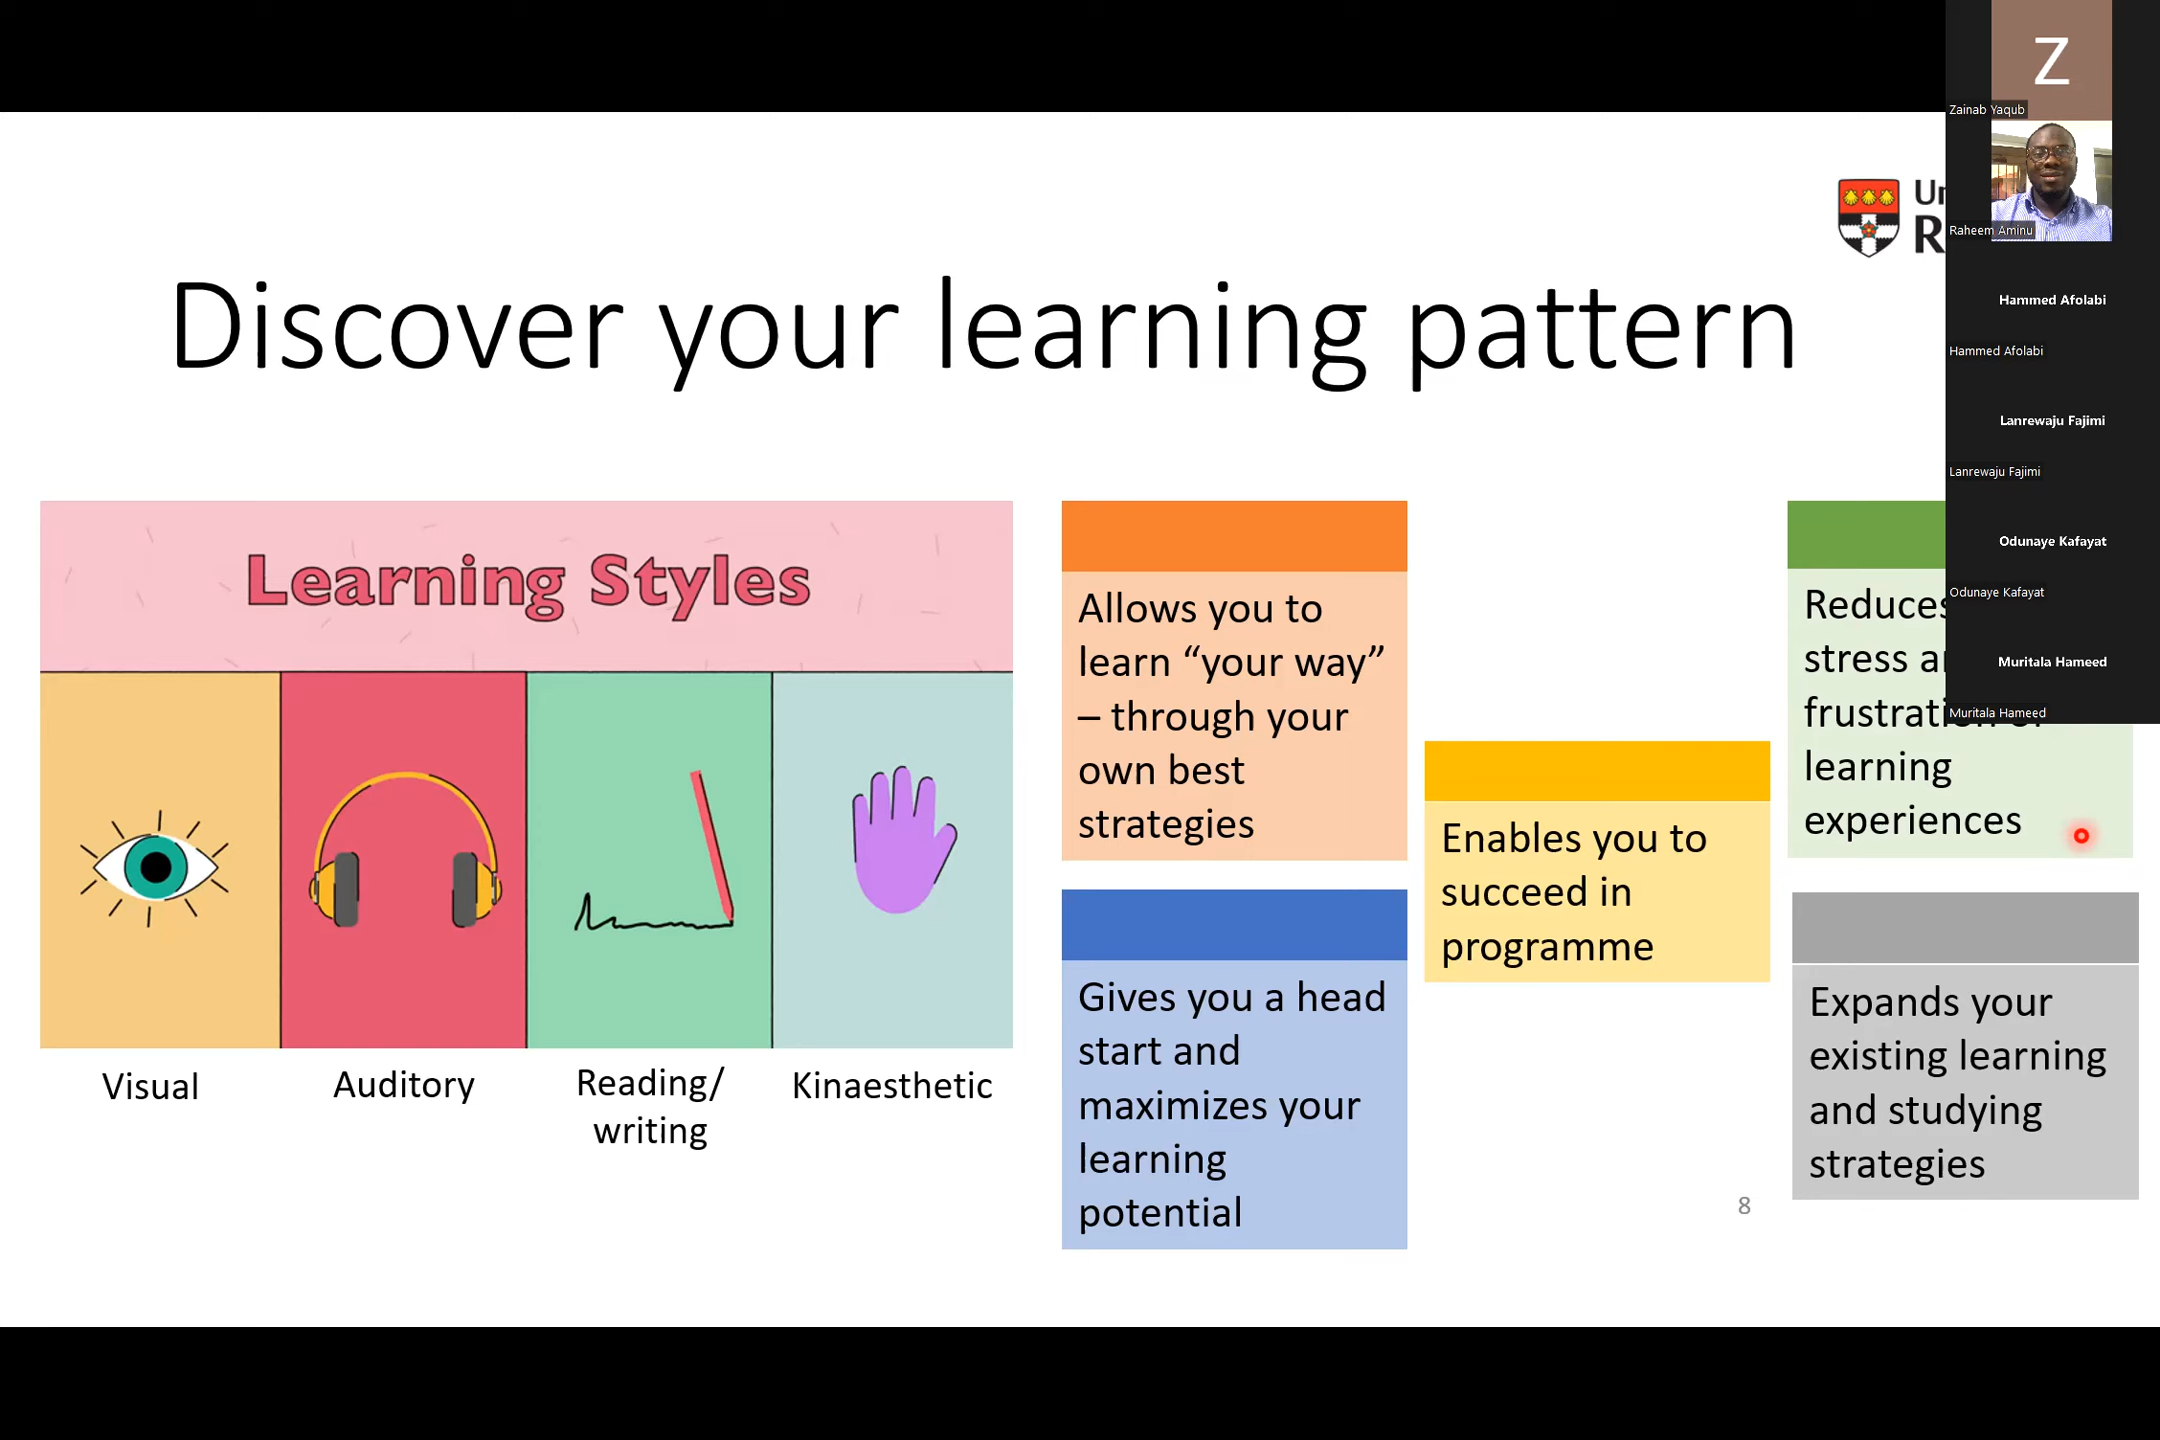 Discover your learning pattern
Learning Styles
Visual
Auditory
Reading/
writing
Kinaesthetic
Allows you to
learn “your way”
– through your
own best
strategies
Gives you a head
start and
maximizes your
learning
potential
Enables you to
succeed in
programme
Reduces
stress
frustration
learning
experiences
Expands your
existing learning
and studying
strategies
8
Z
Zainab Yaqub
Raheem Aminu
Hammed Afolabi
Hammed Afolabi
Lanrewaju Fajimi
Lanrewaju Fajimi
Odunaye Kafayat
Odunaye Kafayat
Muritala Hameed
Muritala Hameed